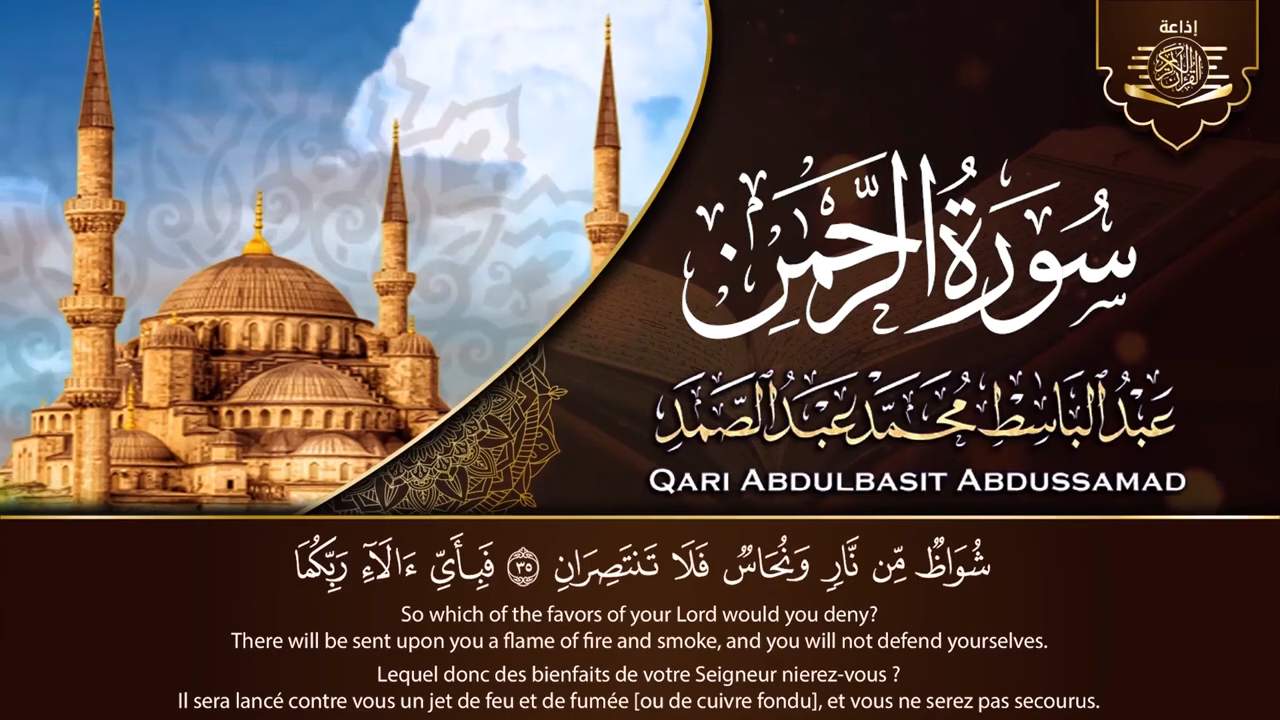 إذاعة
القرآن الكريم
سُورَةُ الرَّحْمَٰنِ
عَبْدُ الْبَاسِطِ مُحَمَّد عَبْدُ الصَّمَدِ
QARI ABDULBASIT ABDUSSAMAD
شُوَاظٌ مِّن نَّارٍ وَنُحَاسٌ فَلَا تَنتَصِرَانِ ٣٥ فَبِأَيِّ ءَالَآءِ رَبِّكُمَا
So which of the favors of your Lord would you deny?
There will be sent upon you a flame of fire and smoke, and you will not defend yourselves.
Lequel donc des bienfaits de votre Seigneur nierez-vous ?
Il sera lancé contre vous un jet de feu et de fumée [ou de cuivre fondu], et vous ne serez pas secourus.